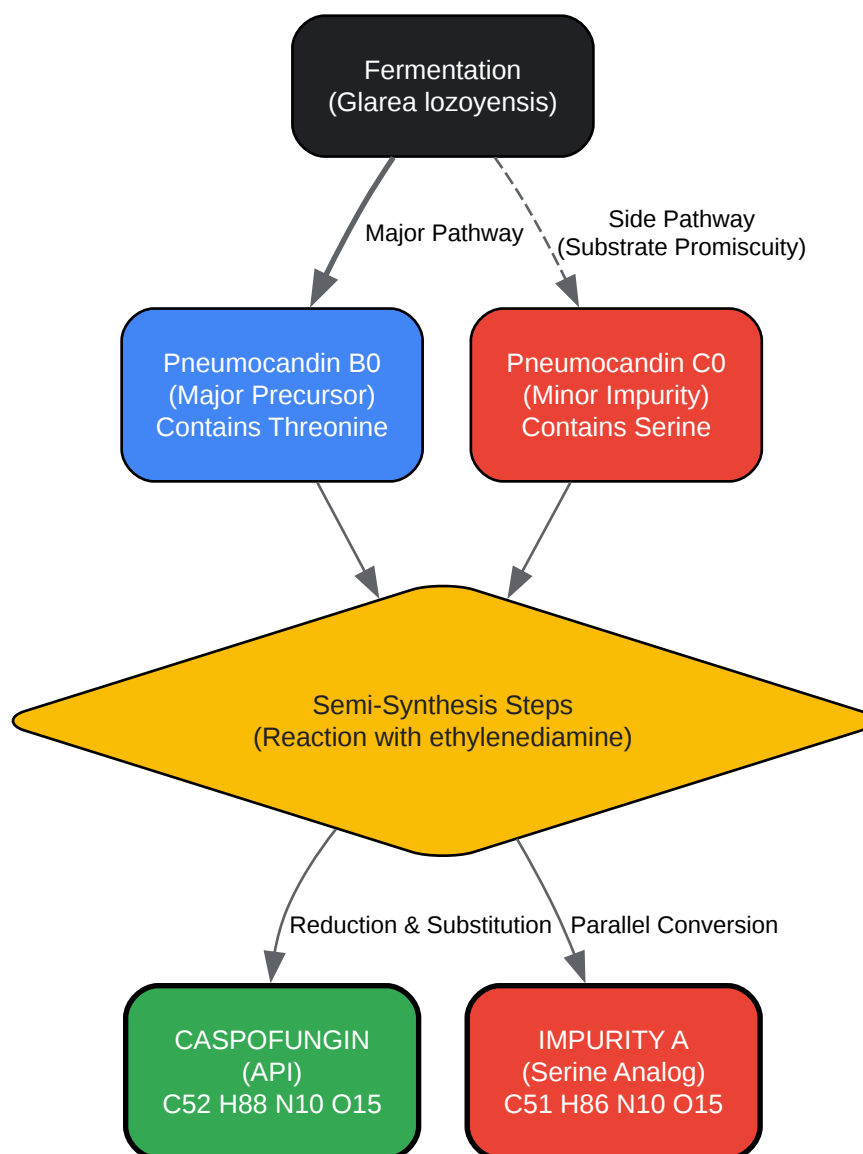 Fermentation
(Glarea lozoyensis)
Major Pathway
Side Pathway
(Substrate Promiscuity)
Pneumocandin B0
(Major Precursor)
Contains Threonine
Pneumocandin C0
(Minor Impurity)
Contains Serine
Semi-Synthesis Steps
(Reaction with ethylenediamine)
Reduction & Substitution
Parallel Conversion
CASPOFUNGIN
(API)
C52 H88 N10 O15
IMPURITY A
(Serine Analog)
C51 H86 N10 O15